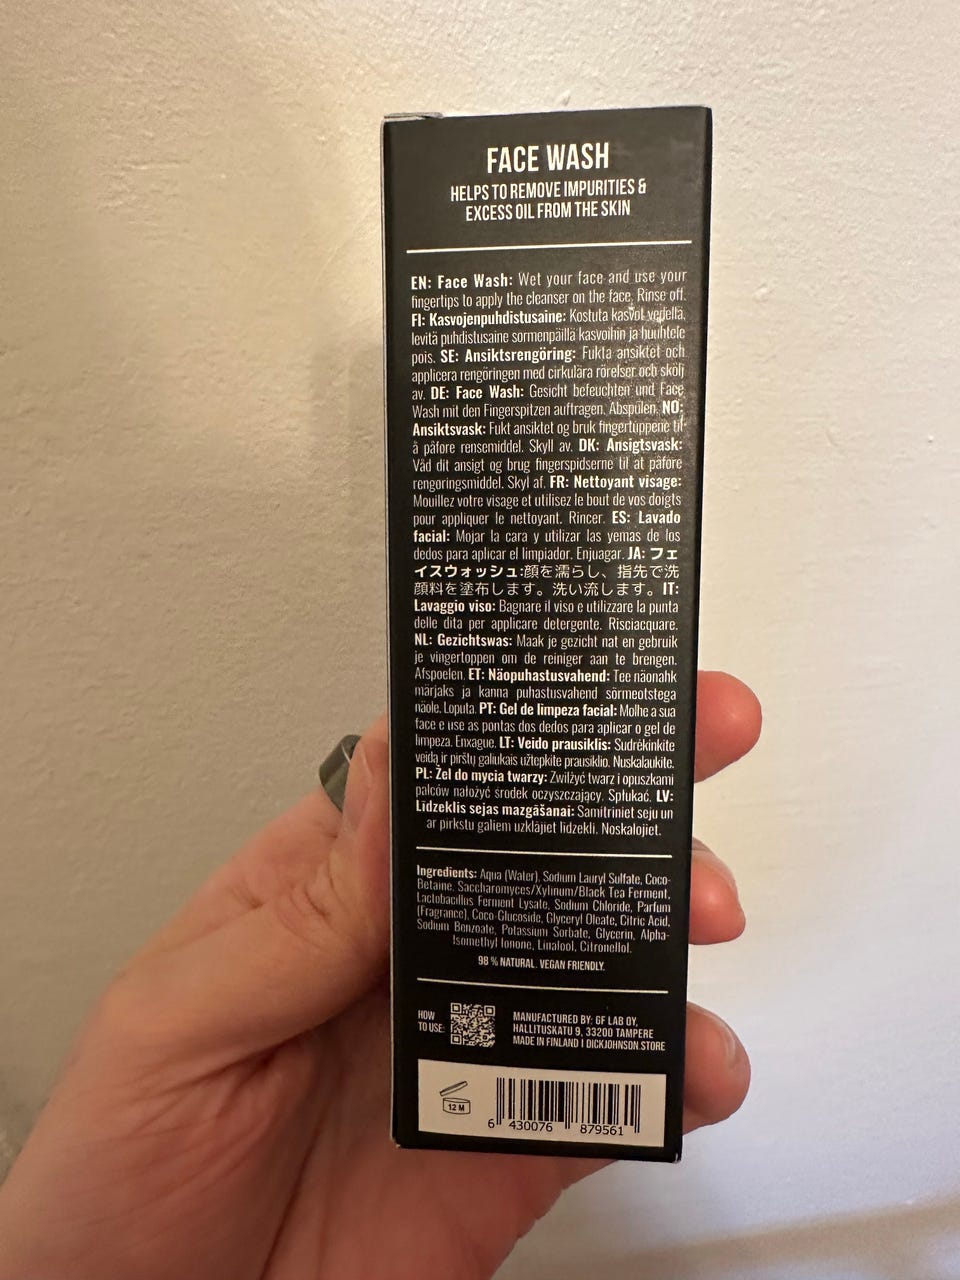 FACE WASH
HELPS TO REMOVE IMPURITIES &
EXCESS OIL FROM THE SKIN
EN: Face Wash: Wet your face and use your
fingertips to apply the cleanser on the face. Rinse off.
FI: Kasvojenpuhdistusaine: Kostuta kasvot vedellä,
levitä puhdistusaine sormenpäillä kasvoihin ja huuhtele
pois. SE: Ansiktsrengöring: Fukta ansiktet och
applicera rengöringen med cirkulära rörelser och skölj
av. DE: Face Wash: Gesicht befeuchten und Face
Wash mit den Fingerspitzen auftragen. Abspülen. NO:
Ansiktsvask: Fukt ansiktet og bruk fingertuppene til
å påføre rensemiddel. Skyll av. DK: Ansigtsvask:
Våd dit ansigt og brug fingerspidserne til at påføre
rengøringsmiddel. Skyl af. FR: Nettoyant visage:
Mouillez votre visage et utilisez le bout de vos doigts
pour appliquer le nettoyant. Rincer. ES: Lavado
facial: Mojar la cara y utilizar las yemas de los
dedos para aplicar el limpiador. Enjuagar. JA: フェ
イスウォッシュ:顔を濡らし、指先で洗
顔料を塗布します。洗い流します。IT:
Lavaggio viso: Bagnare il viso e utilizzare la punta
delle dita per applicare detergente. Risciacquare.
NL: Gezichtswas: Maak je gezicht nat en gebruik
je vingertoppen om de reiniger aan te brengen.
Afspoelen. ET: Näopuhastusvahend: Tee näonahk
märjaks ja kanna puhastusvahend sõrmeotstega
näole. Loputa. PT: Gel de limpeza facial: Molhe a sua
face e use as pontas dos dedos para aplicar o gel de
limpeza. Enxague. LT: Veido prausiklis: Sudrėkinkite
veidą ir pirštų galiukais užtepkite prausiklio. Nuskalaukite.
PL: Żel do mycia twarzy: Zwilżyć twarz i opuszkami
palców nałożyć środek oczyszczający. Spłukać. LV:
Līdzeklis sejas mazgāšanai: Samitriniet seju un
ar pirkstu galiem uzklājiet līdzekli. Noskalojiet.
Ingredients: Aqua (Water), Sodium Lauryl Sulfate, Coco-
Betaine, Saccharomyces/Xylinum/Black Tea Ferment,
Lactobacillus Ferment Lysate, Sodium Chloride, Parfum
(Fragrance), Coco-Glucoside, Glyceryl Oleate, Citric Acid,
Sodium Benzoate, Potassium Sorbate, Glycerin, Alpha-
Isomethyl Ionone, Linalool, Citronellol.
98 % NATURAL. VEGAN FRIENDLY.
HOW
TO USE:
MANUFACTURED BY: GF LAB OY,
HALLITUSKATU 9, 33200 TAMPERE
MADE IN FINLAND I DICKJOHNSON.STORE
12 M
6 430076 879561